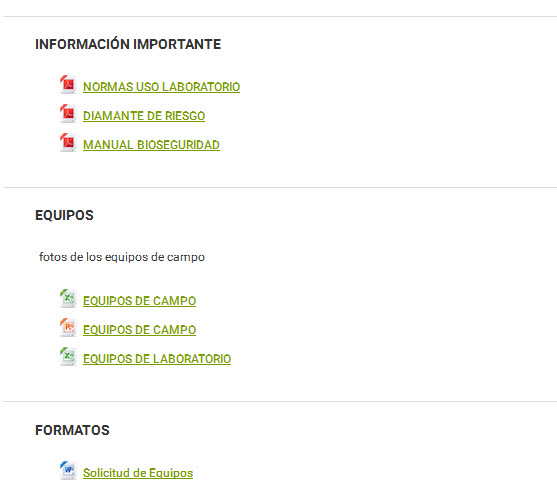 INFORMACIÓN IMPORTANTE
NORMAS USO LABORATORIO
DIAMANTE DE RIESGO
MANUAL BIOSEGURIDAD
EQUIPOS
fotos de los equipos de campo
EQUIPOS DE CAMPO
EQUIPOS DE CAMPO
EQUIPOS DE LABORATORIO
FORMATOS
Solicitud de Equipos